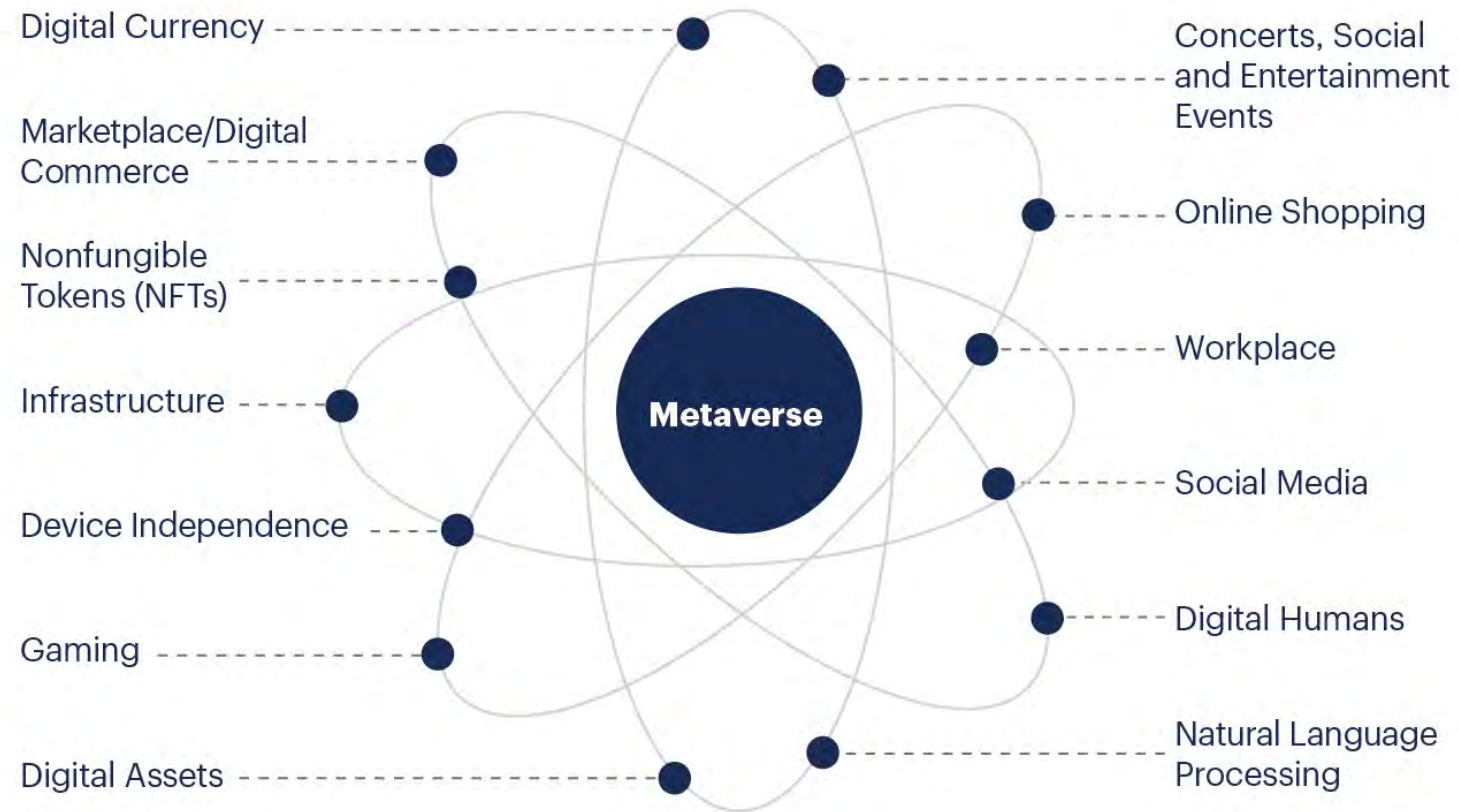 Digital Currency
Marketplace/Digital
Commerce
Nonfungible
Tokens (NFTs)
Infrastructure
Device Independence
Gaming
Digital Assets
Metaverse
Concerts, Social
and Entertainment
Events
Online Shopping
Workplace
Social Media
Digital Humans
Natural Language
Processing